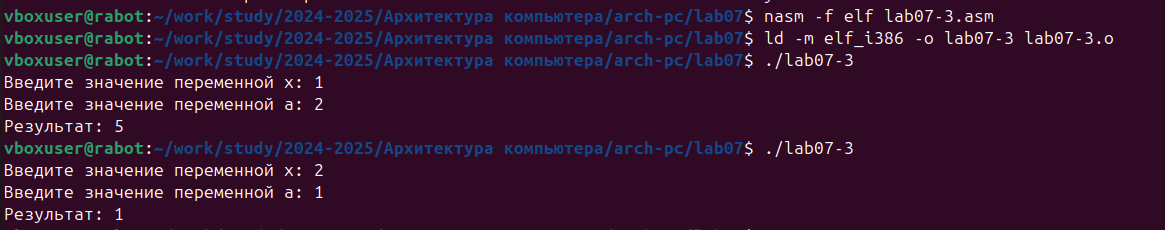 vboxuser@rabot:~/work/study/2024-2025/Архитектура компьютера/arch-pc/lab07$ nasm -f elf lab07-3.asm
vboxuser@rabot:~/work/study/2024-2025/Архитектура компьютера/arch-pc/lab07$ ld -m elf_i386 -o lab07-3 lab07-3.o
vboxuser@rabot:~/work/study/2024-2025/Архитектура компьютера/arch-pc/lab07$ ./lab07-3
Введите значение переменной x: 1
Введите значение переменной a: 2
Результат: 5
vboxuser@rabot:~/work/study/2024-2025/Архитектура компьютера/arch-pc/lab07$ ./lab07-3
Введите значение переменной x: 2
Введите значение переменной a: 1
Результат: 1